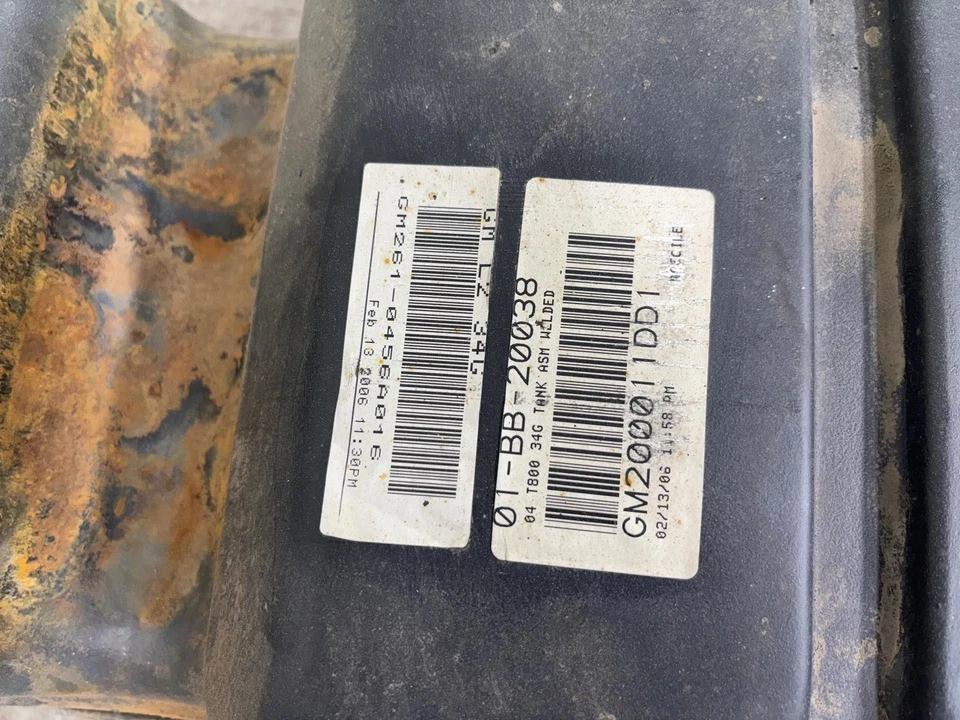 GM LZ 34G
GM261-0456A016
Feb 13 2006 11:30PM
01-BB-20038
04 T800 34G TANK ASM WELDED
GM200011DD1
02/13/06 11:58 PM